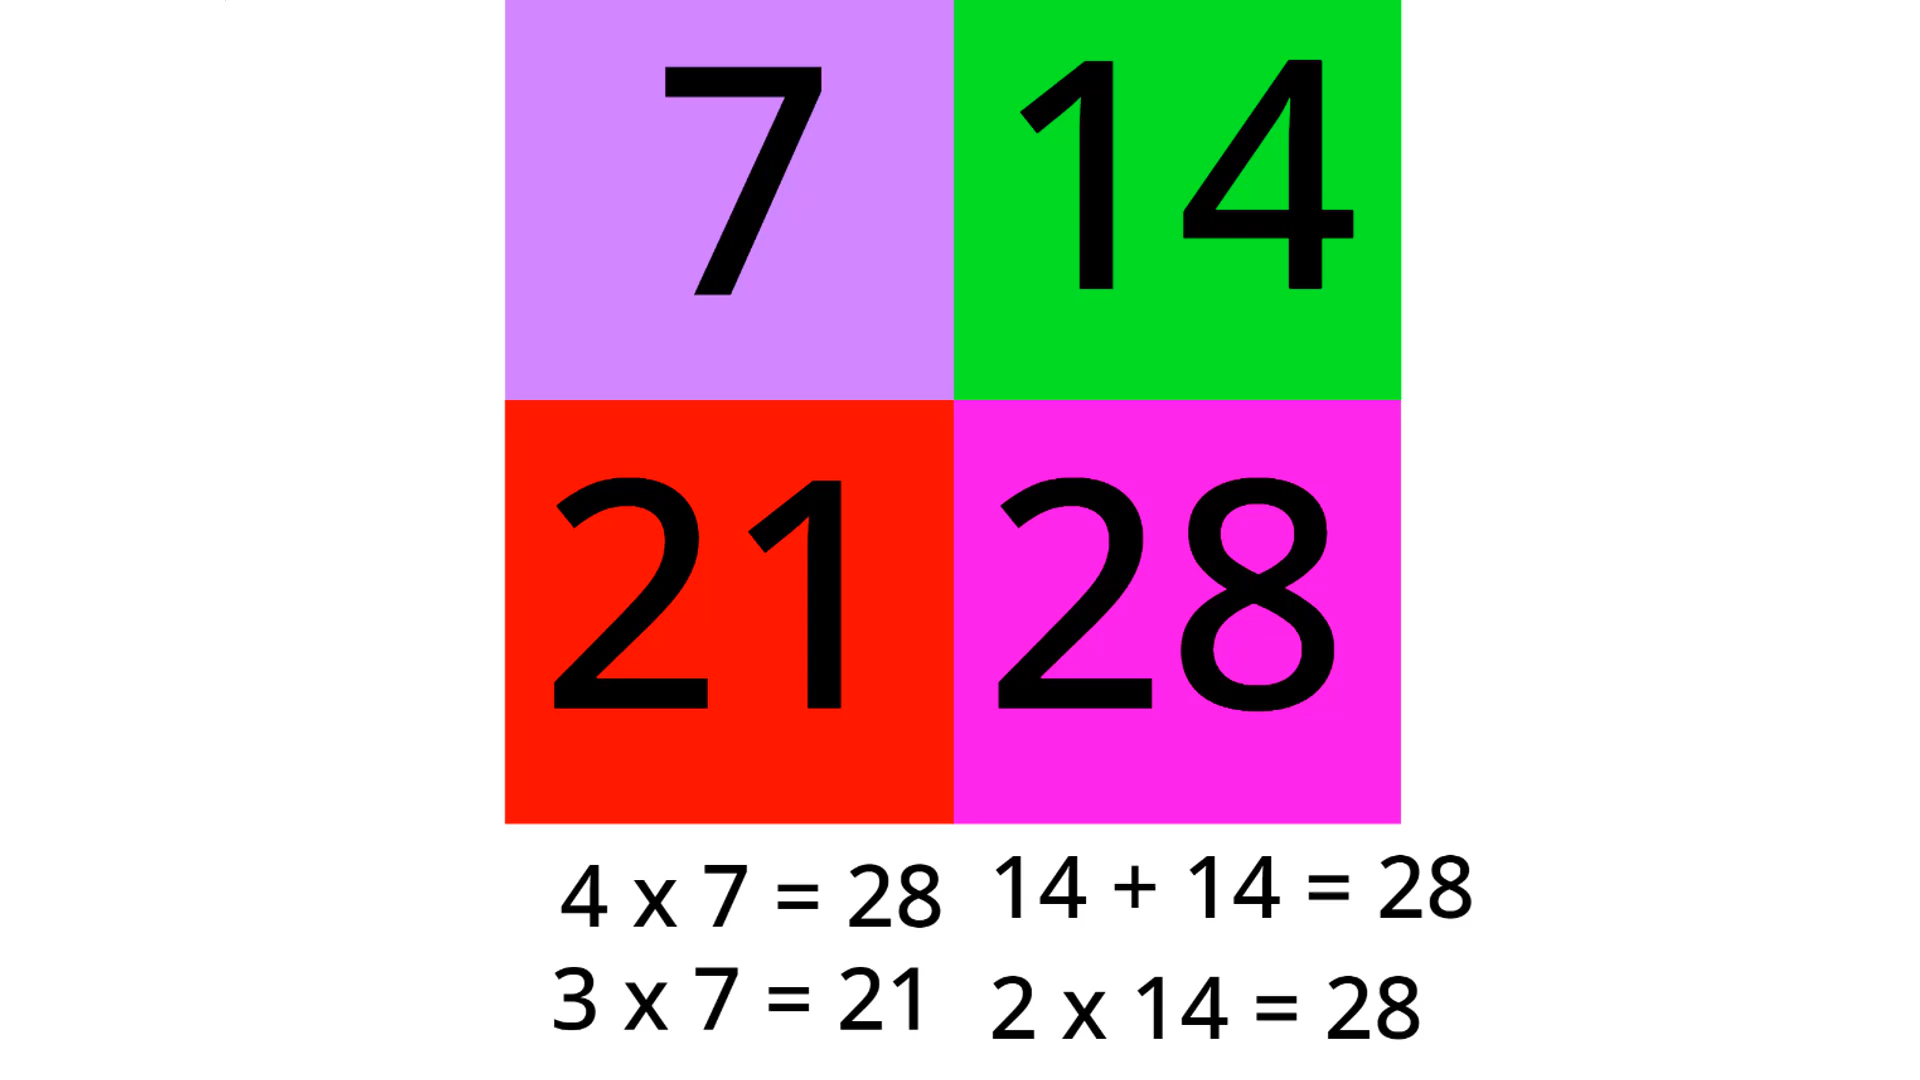 7 14
21 28
4 x 7 = 28 14 + 14 = 28
3 x 7 = 21 2 x 14 = 28